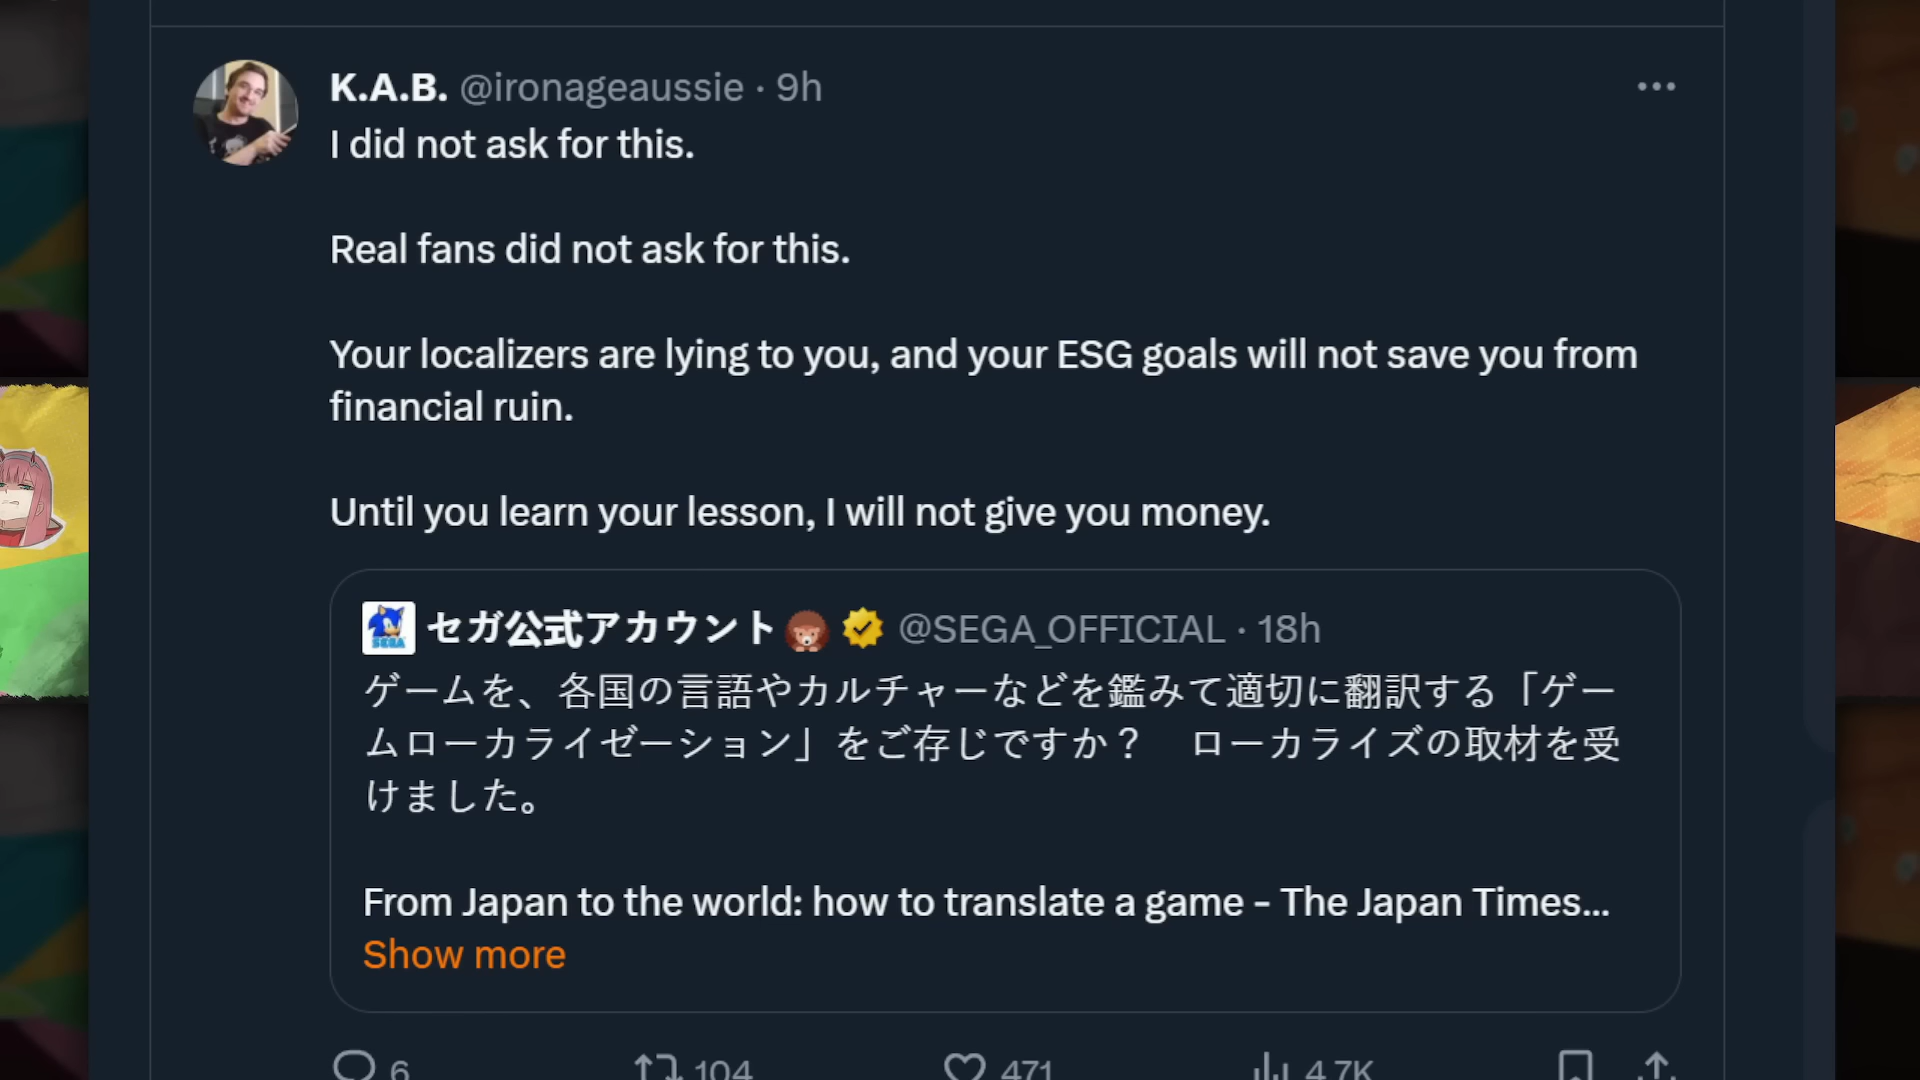 K.A.B. @ironageaussie · 9h
I did not ask for this.
Real fans did not ask for this.
Your localizers are lying to you, and your ESG goals will not save you from
financial ruin.
Until you learn your lesson, I will not give you money.
SEGA
セガ公式アカウント🦔 @SEGA_OFFICIAL · 18h
ゲームを、各国の言語やカルチャーなどを鑑みて適切に翻訳する「ゲー
ムローカライゼーション」をご存じですか？　ローカライズの取材を受
けました。
From Japan to the world: how to translate a game - The Japan Times...
Show more
6 104 471 4.7K